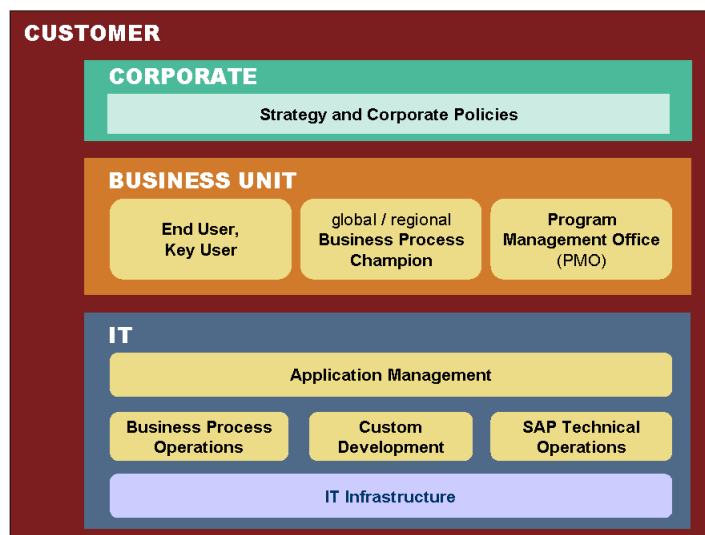 CUSTOMER
CORPORATE
Strategy and Corporate Policies
BUSINESS UNIT
End User,
Key User
global / regional
Business Process
Champion
Program
Management Office
(PMO)
IT
Application Management
Business Process
Operations
Custom
Development
SAP Technical
Operations
IT Infrastructure